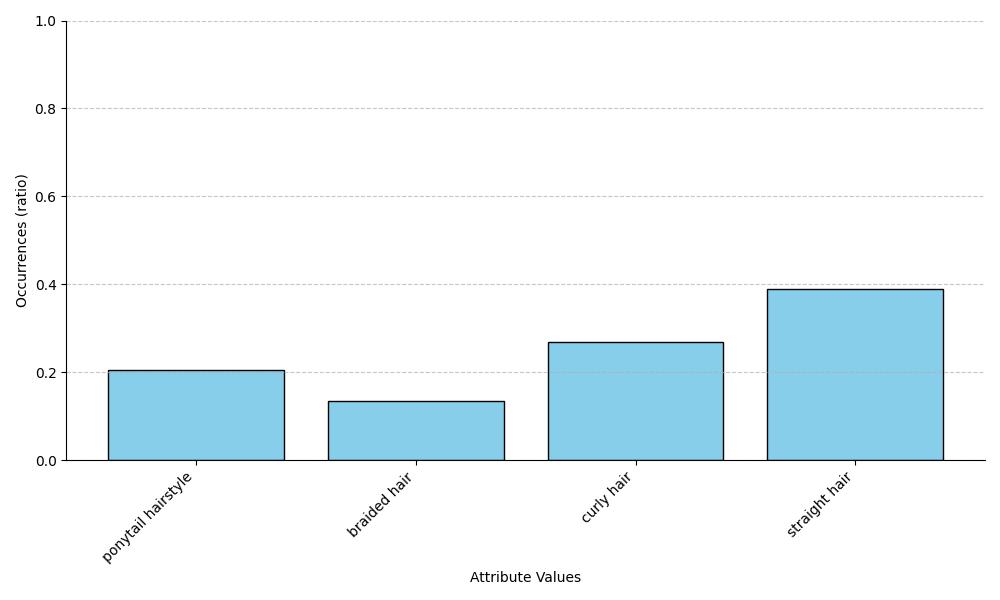 1.0
0.8
0.6
0.4
0.2
0.0
Occurrences (ratio)
ponytail hairstyle
braided hair
curly hair
straight hair
Attribute Values